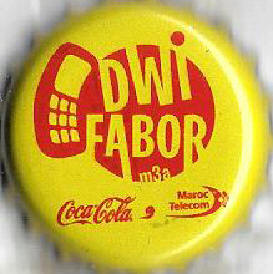 DWi
FABOR
m3a
Coca-Cola و Maroc
Telecom